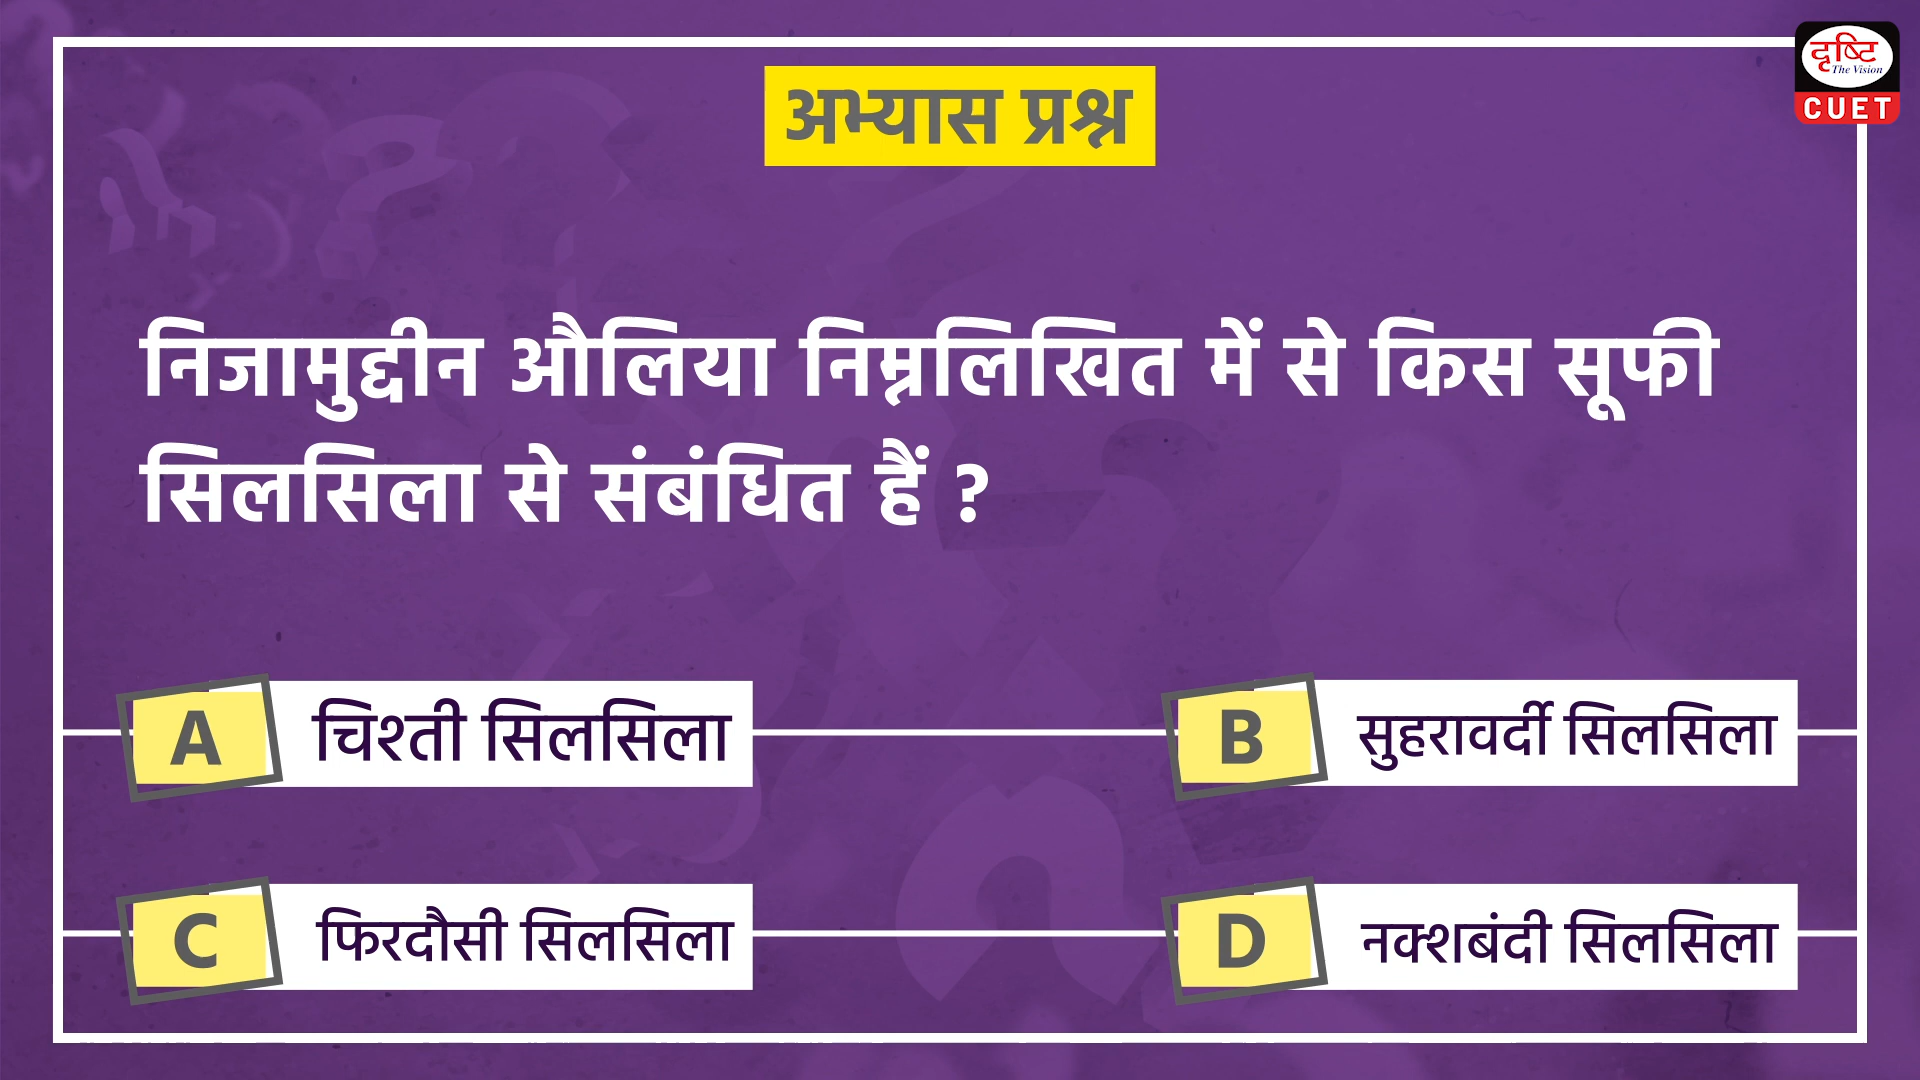 दृष्टि
The Vision
CUET
अभ्यास प्रश्न
निजामुद्दीन औलिया निम्नलिखित में से किस सूफी
सिलसिला से संबंधित हैं ?
A चिश्ती सिलसिला
B सुहरावर्दी सिलसिला
C फिरदौसी सिलसिला
D नक्शबंदी सिलसिला